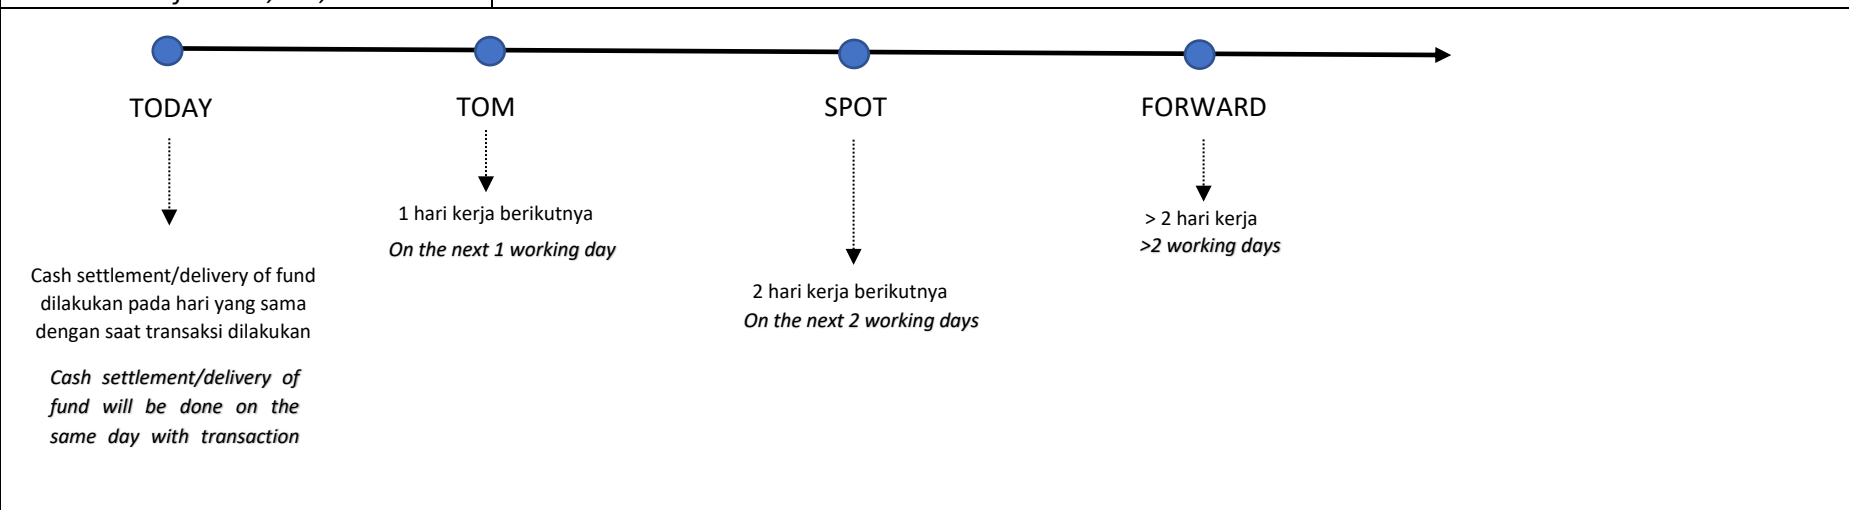 TODAY
TOM
SPOT
FORWARD
1 hari kerja berikutnya
On the next 1 working day
> 2 hari kerja
>2 working days
Cash settlement/delivery of fund
dilakukan pada hari yang sama
dengan saat transaksi dilakukan
2 hari kerja berikutnya
On the next 2 working days
Cash settlement/delivery of
fund will be done on the
same day with transaction